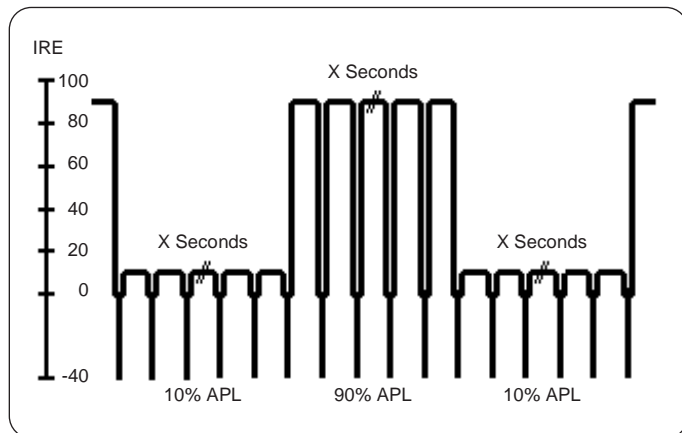 IRE
X Seconds
100
80
60
40
20
0
-40
X Seconds
X Seconds
10% APL
90% APL
10% APL